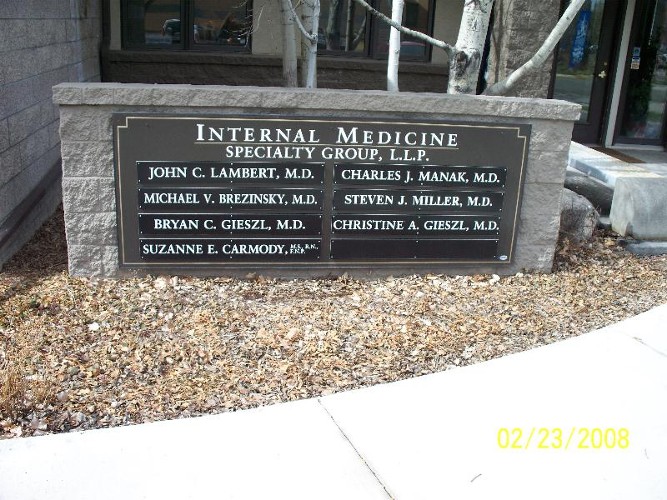 INTERNAL MEDICINE
SPECIALTY GROUP, L.L.P.
JOHN C. LAMBERT, M.D.
CHARLES J. MANAK, M.D.
MICHAEL V. BREZINSKY, M.D.
STEVEN J. MILLER, M.D.
BRYAN C. GIESZL, M.D.
CHRISTINE A. GIESZL, M.D.
SUZANNE E. CARMODY, M.S., R.N., F.N.P.
02/23/2008